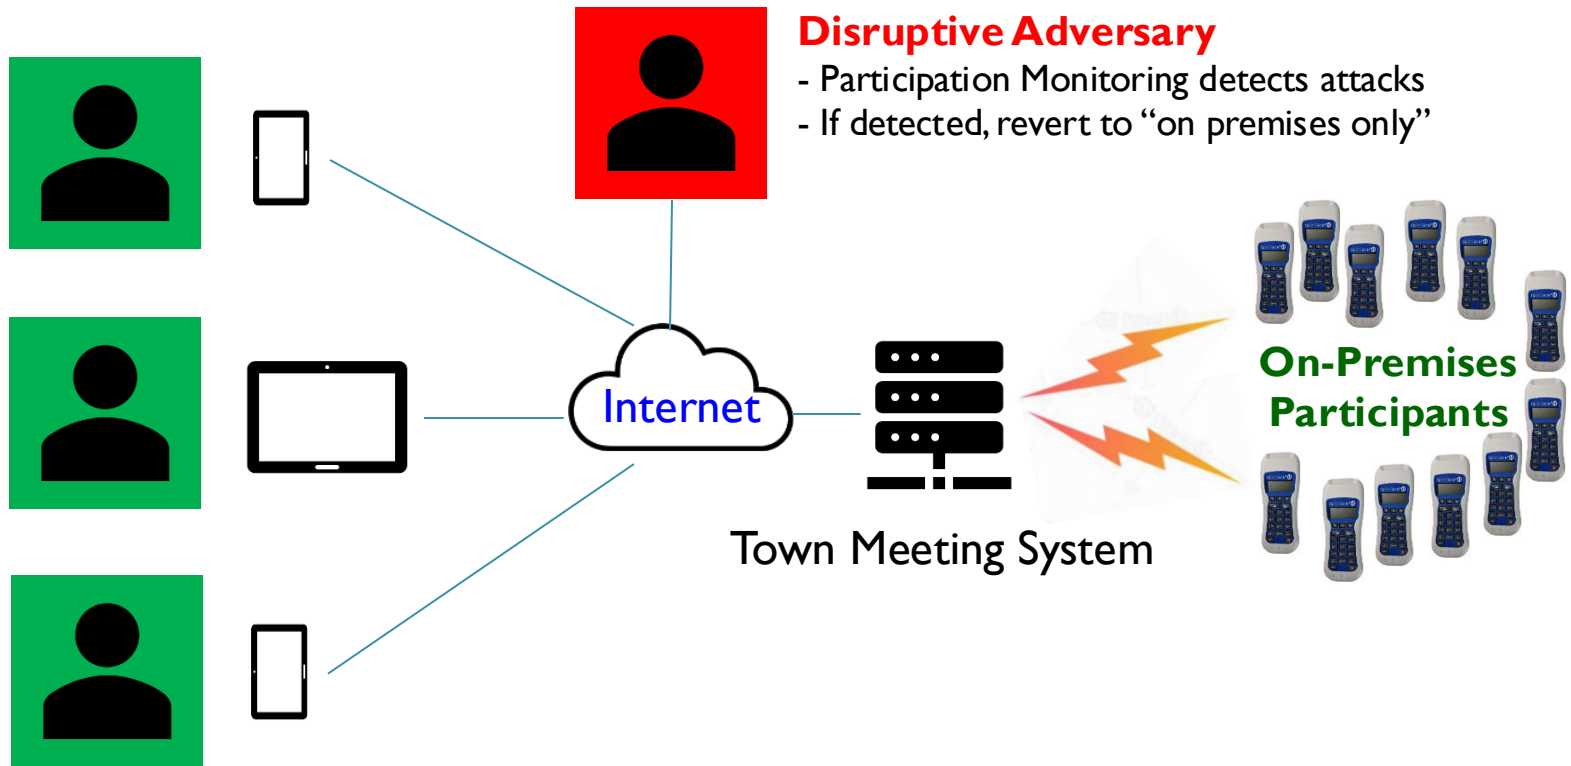 Disruptive Adversary
- Participation Monitoring detects attacks
- If detected, revert to “on premises only”
Internet
On-Premises
Participants
Town Meeting System